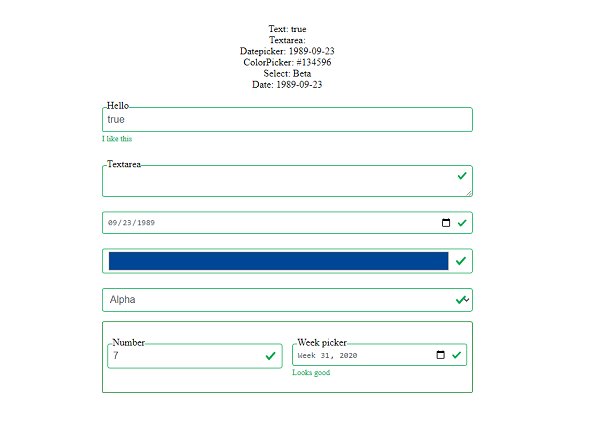 Text: true
Textarea:
Datepicker: 1989-09-23
ColorPicker: #134596
Select: Beta
Date: 1989-09-23
Hello
true
I like this
Textarea
09/23/1989
Alpha
Number
7
Week picker
Week 31, 2020
Looks good